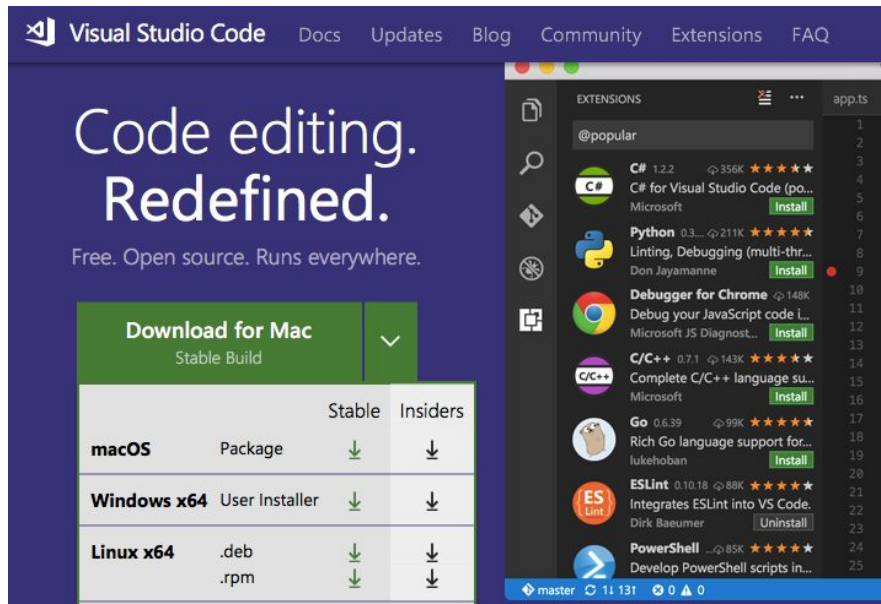 Visual Studio Code Docs Updates Blog Community Extensions FAQ
Code editing.
Redefined.
Free. Open source. Runs everywhere.
Download for Mac
Stable Build
Stable Insiders
macOS Package
Windows x64 User Installer
Linux x64 .deb
.rpm
EXTENSIONS ··· app.ts
@popular
C# 1.2.2 356K
C#
C# for Visual Studio Code (po...
Microsoft Install
Python 0.3... 211K
Linting, Debugging (multi-thr...
Don Jayamanne Install
Debugger for Chrome 148K
Debug your JavaScript code i...
Microsoft JS Diagnost... Install
C/C++ 0.7.1 143K
C/C++
Complete C/C++ language su...
Microsoft Install
Go 0.6.39 99K
Rich Go language support for...
lukehoban Install
ESLint 0.10.18 88K
ES
Lint
Integrates ESLint into VS Code.
Dirk Baeumer Uninstall
PowerShell ... 85K
Develop PowerShell scripts in...
1
2
3
4
5
6
7
8
9
10
11
12
13
14
15
16
17
18
19
20
21
22
23
24
25
master 1↓ 13↑ 0 0